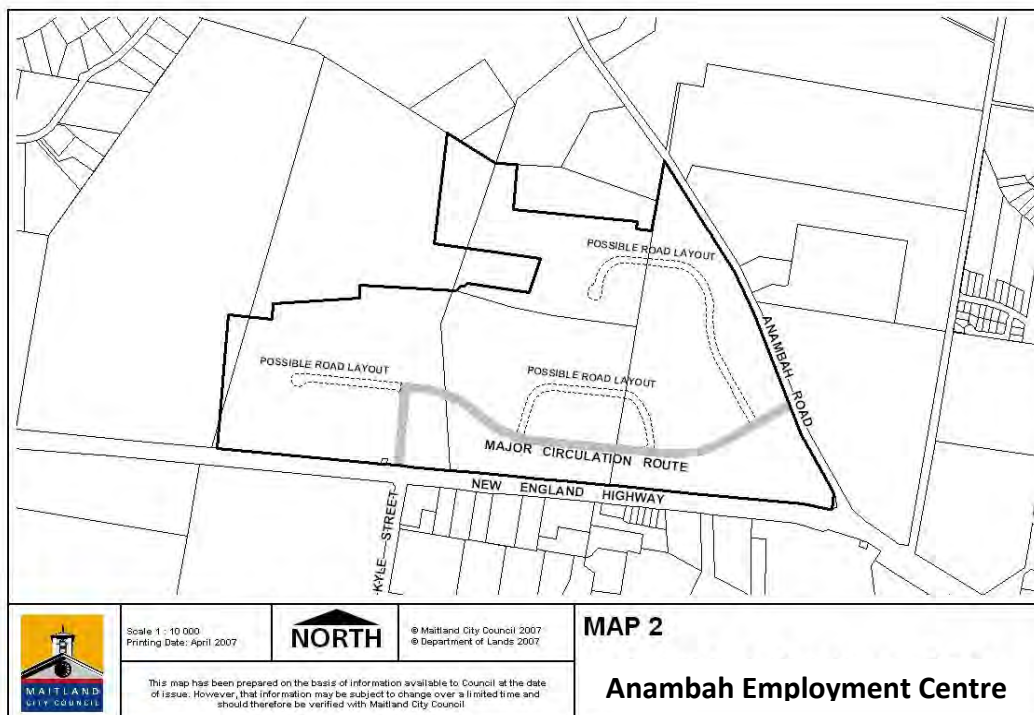 POSSIBLE ROAD LAYOUT
ANAMBAH ROAD
POSSIBLE ROAD LAYOUT
POSSIBLE ROAD LAYOUT
MAJOR CIRCULATION ROUTE
NEW ENGLAND HIGHWAY
KYLE STREET
MAITLAND
CITY COUNCIL
Scale 1 : 10 000
Printing Date: April 2007
NORTH
© Maitland City Council 2007
© Department of Lands 2007
This map has been prepared on the basis of information available to Council at the date
of issue. However, that information may be subject to change over a limited time and
should therefore be verified with Maitland City Council
MAP 2
Anambah Employment Centre